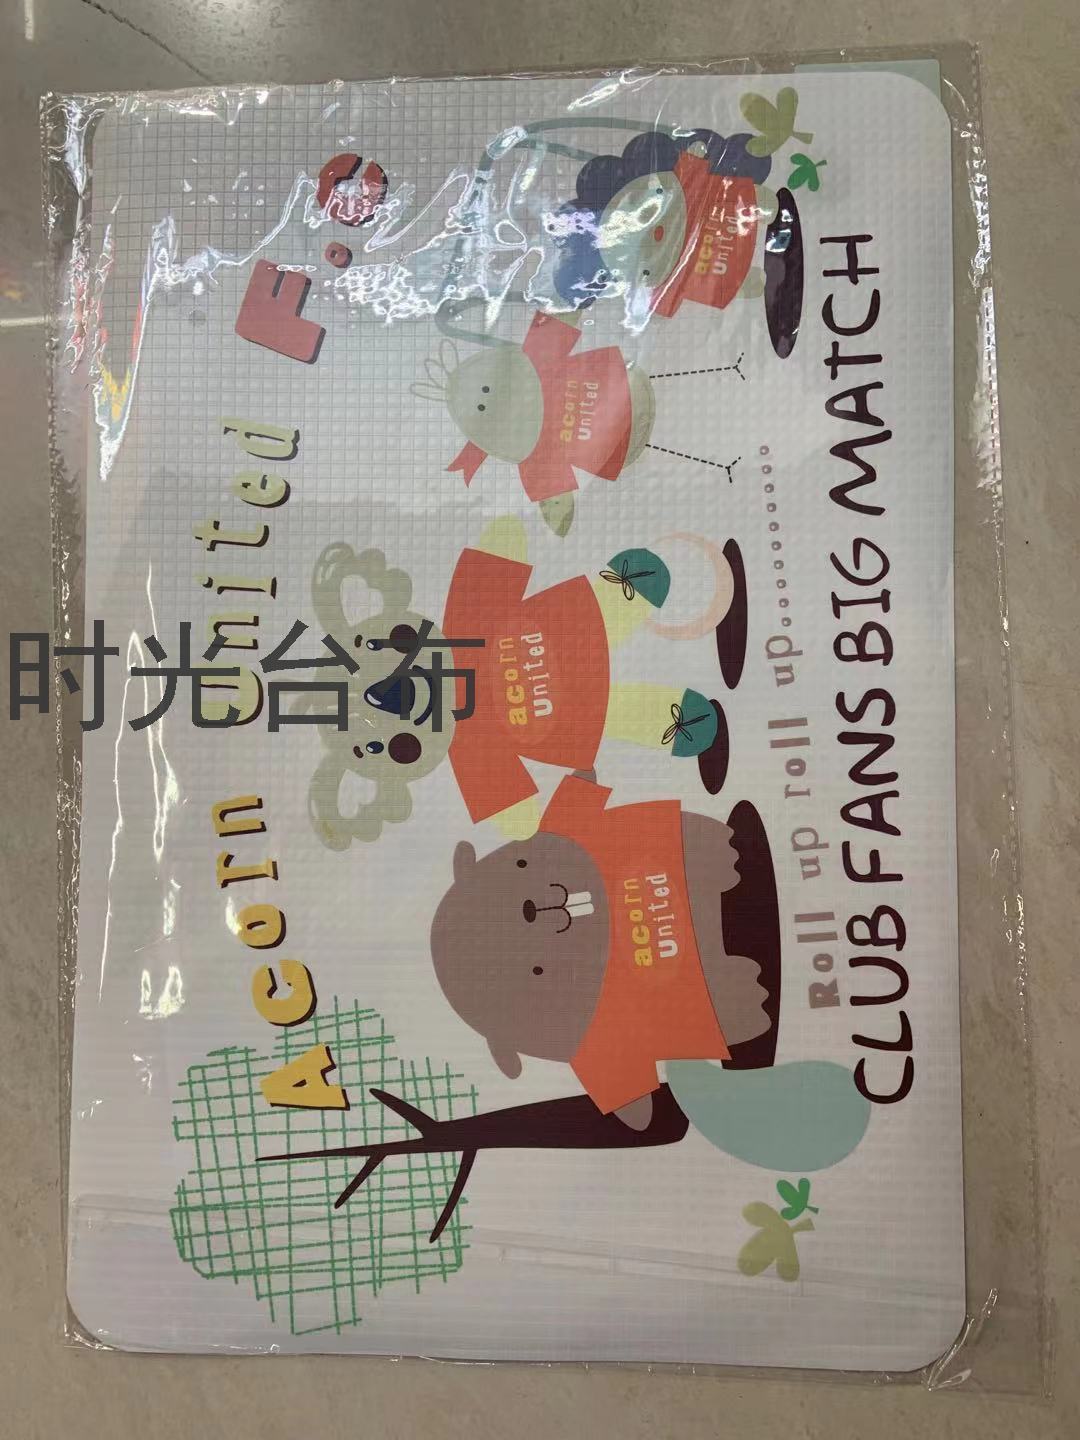 Acorn United F.C
acorn
United
acorn
United
acorn
United
acorn
United
Roll up roll up..........
CLUB FANS BIG MATCH
时光台布